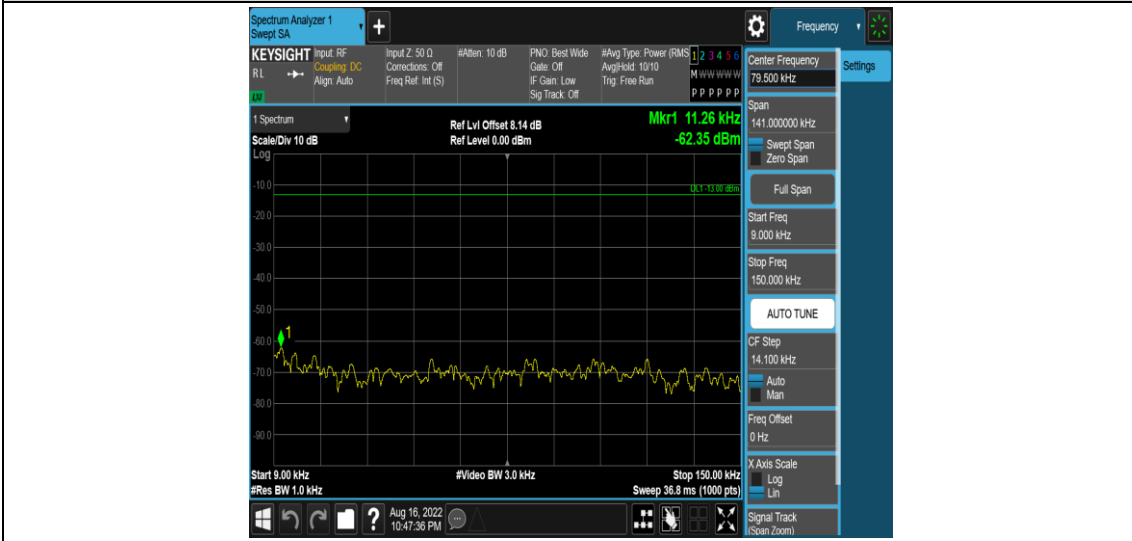 Spectrum Analyzer 1
Swept SA
+
Frequency
KEYSIGHT
RL
Input: RF
Coupling: DC
Align: Auto
Input Z: 50 Ω
Corrections: Off
Freq Ref: Int (S)
#Atten: 10 dB
PNO: Best Wide
Gate: Off
IF Gain: Low
Sig Track: Off
#Avg Type: Power (RMS
Avg|Hold: 10/10
Trig: Free Run
1 2 3 4 5 6
M W W W W W
P P P P P P
1 Spectrum
Scale/Div 10 dB
Log
Ref Lvl Offset 8.14 dB
Ref Level 0.00 dBm
Mkr1 11.26 kHz
-62.35 dBm
DL1 -13.00 dBm
-10.0
-20.0
-30.0
-40.0
-50.0
-60.0
-70.0
-80.0
-90.0
1
Start 9.00 kHz
#Res BW 1.0 kHz
#Video BW 3.0 kHz
Stop 150.00 kHz
Sweep 36.8 ms (1000 pts)
?
Aug 16, 2022
10:47:36 PM
Center Frequency
79.500 kHz
Settings
Span
141.000000 kHz
Swept Span
Zero Span
Full Span
Start Freq
9.000 kHz
Stop Freq
150.000 kHz
AUTO TUNE
CF Step
14.100 kHz
Auto
Man
Freq Offset
0 Hz
X Axis Scale
Log
Lin
Signal Track
(Span Zoom)